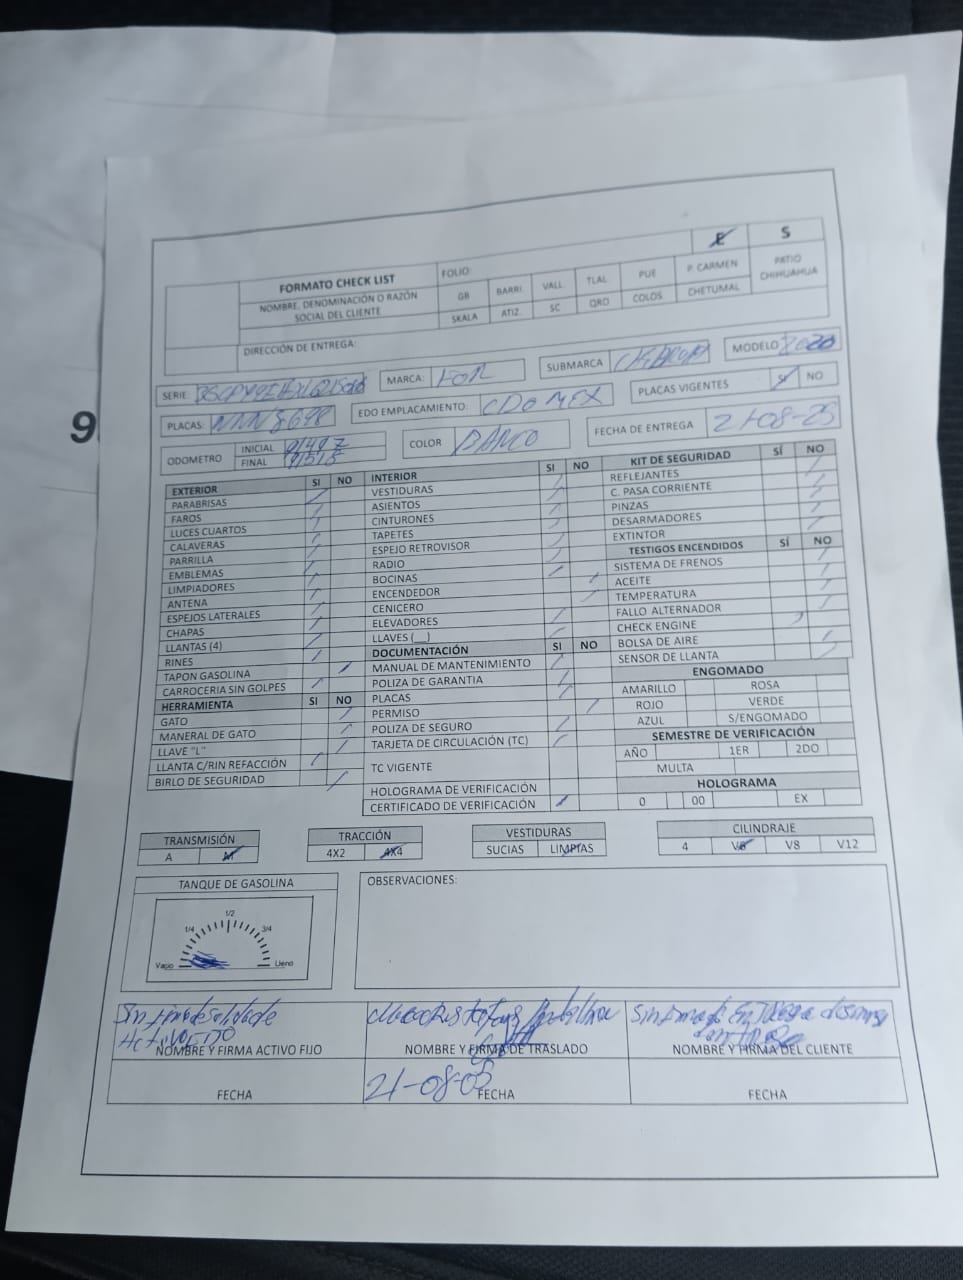 9
E S
FORMATO CHECK LIST
FOLIO:
NOMBRE, DENOMINACIÓN O RAZÓN SOCIAL DEL CLIENTE
GB BARRI. VALL. TLAL. PUE P. CARMEN PATIO CHIHUAHUA
SKALA ATIZ. SC QRO COLOS CHETUMAL
DIRECCIÓN DE ENTREGA:
SERIE:
MARCA: FOR
SUBMARCA
MODELO 2020
PLACAS:
EDO EMPLACAMIENTO: CDO MEX
PLACAS VIGENTES SI NO
ODOMETRO INICIAL
FINAL
COLOR BANCO
FECHA DE ENTREGA 21-08-25
EXTERIOR SI NO
PARABRISAS
FAROS
LUCES CUARTOS
CALAVERAS
PARRILLA
EMBLEMAS
LIMPIADORES
ANTENA
ESPEJOS LATERALES
CHAPAS
LLANTAS (4)
RINES
TAPON GASOLINA
CARROCERIA SIN GOLPES
HERRAMIENTA SI NO
GATO
MANERAL DE GATO
LLAVE "L"
LLANTA C/RIN REFACCIÓN
BIRLO DE SEGURIDAD
INTERIOR SI NO
VESTIDURAS
ASIENTOS
CINTURONES
TAPETES
ESPEJO RETROVISOR
RADIO
BOCINAS
ENCENDEDOR
CENICERO
ELEVADORES
LLAVES (__)
DOCUMENTACIÓN SI NO
MANUAL DE MANTENIMIENTO
POLIZA DE GARANTIA
PLACAS
PERMISO
POLIZA DE SEGURO
TARJETA DE CIRCULACIÓN (TC)
TC VIGENTE
HOLOGRAMA DE VERIFICACIÓN
CERTIFICADO DE VERIFICACIÓN
KIT DE SEGURIDAD SÍ NO
REFLEJANTES
C. PASA CORRIENTE
PINZAS
DESARMADORES
EXTINTOR
TESTIGOS ENCENDIDOS SÍ NO
SISTEMA DE FRENOS
ACEITE
TEMPERATURA
FALLO ALTERNADOR
CHECK ENGINE
BOLSA DE AIRE
SENSOR DE LLANTA
ENGOMADO
AMARILLO ROSA
ROJO VERDE
AZUL S/ENGOMADO
SEMESTRE DE VERIFICACIÓN
AÑO 1ER 2DO
MULTA
HOLOGRAMA
0 00 EX
TRANSMISIÓN
A M
TRACCIÓN
4X2 4X4
VESTIDURAS
SUCIAS LIMPIAS
CILINDRAJE
4 V6 V8 V12
TANQUE DE GASOLINA
1/2
1/4 3/4
Vacio Lleno
OBSERVACIONES:
NOMBRE Y FIRMA ACTIVO FIJO
NOMBRE Y FIRMA DE TRASLADO
NOMBRE Y FIRMA DEL CLIENTE
FECHA
21-08-
FECHA
FECHA